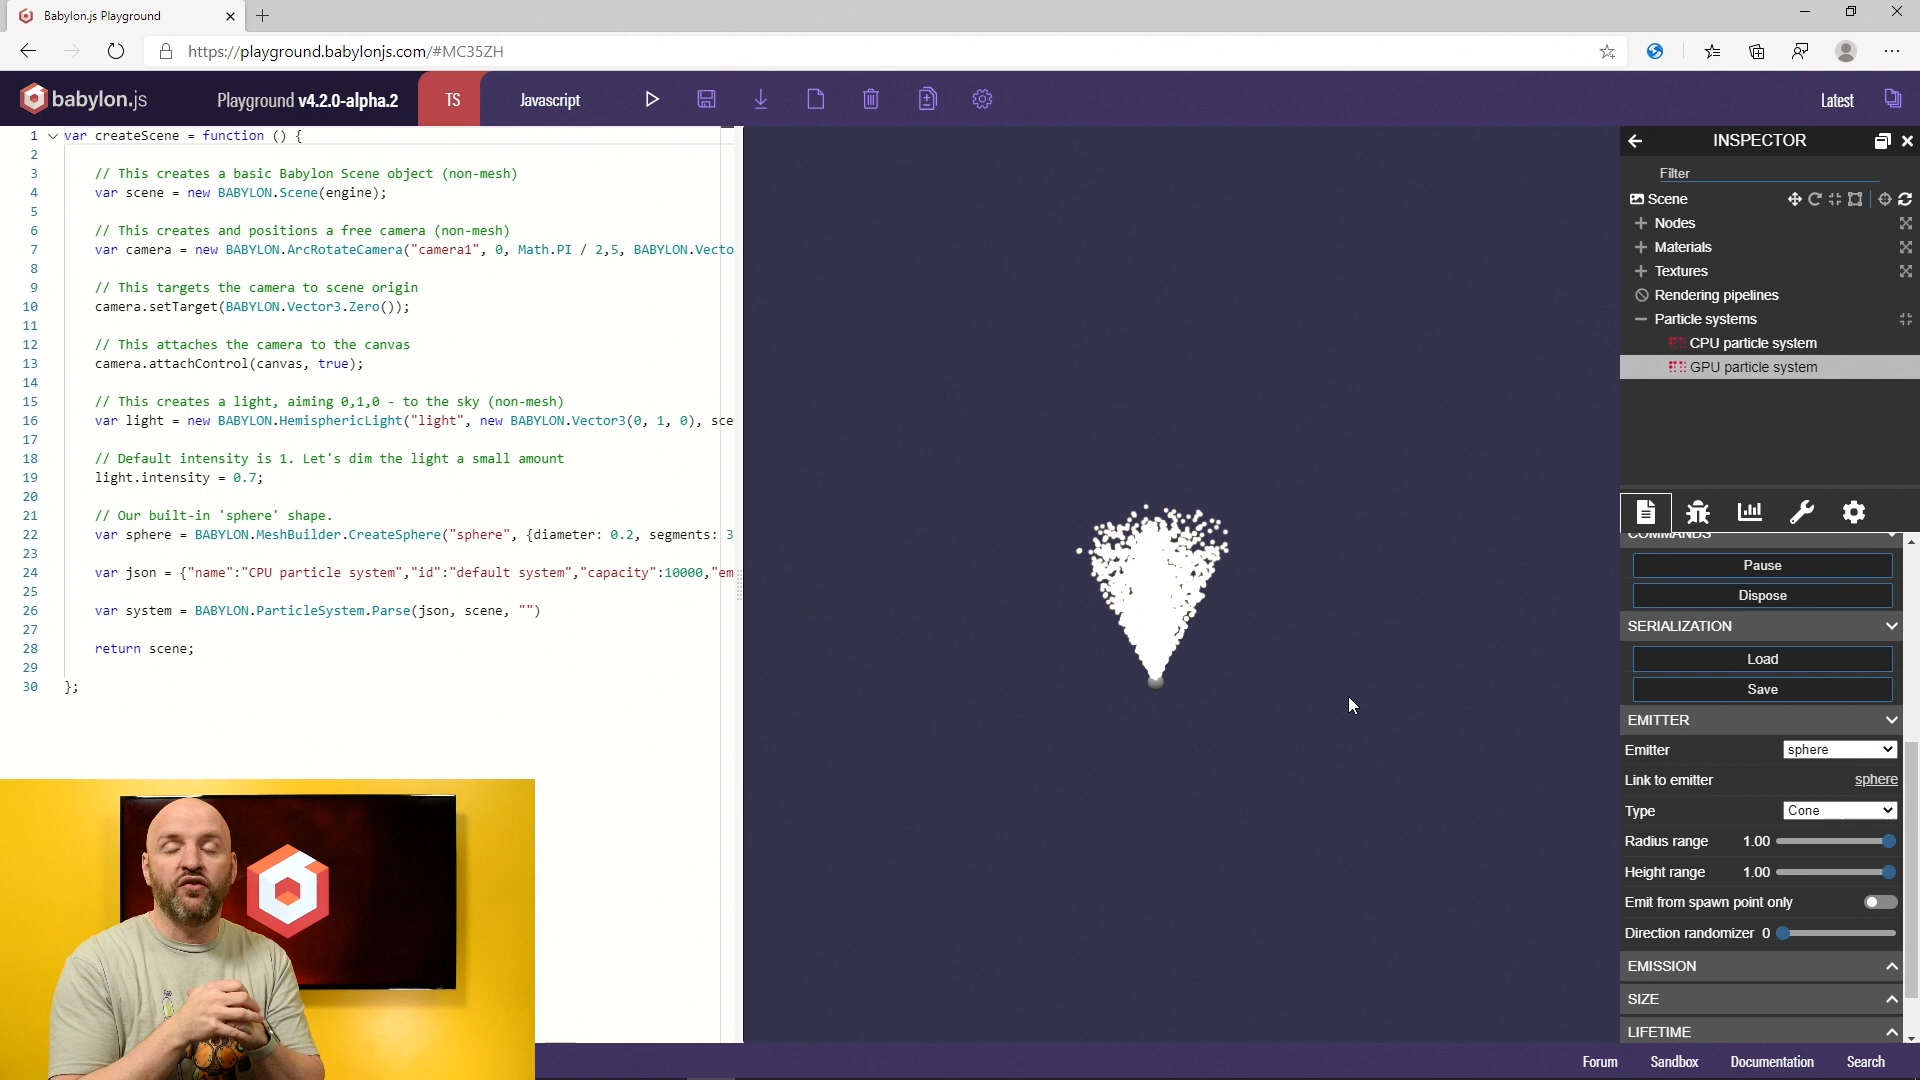 Babylon.js Playground
https://playground.babylonjs.com/#MC35ZH
babylon.js
Playground v4.2.0-alpha.2
TS
Javascript
Latest
1 var createScene = function () {
2
3 // This creates a basic Babylon Scene object (non-mesh)
4 var scene = new BABYLON.Scene(engine);
5
6 // This creates and positions a free camera (non-mesh)
7 var camera = new BABYLON.ArcRotateCamera("camera1", 0, Math.PI / 2,5, BABYLON.Vecto
8
9 // This targets the camera to scene origin
10 camera.setTarget(BABYLON.Vector3.Zero());
11
12 // This attaches the camera to the canvas
13 camera.attachControl(canvas, true);
14
15 // This creates a light, aiming 0,1,0 - to the sky (non-mesh)
16 var light = new BABYLON.HemisphericLight("light", new BABYLON.Vector3(0, 1, 0), sce
17
18 // Default intensity is 1. Let's dim the light a small amount
19 light.intensity = 0.7;
20
21 // Our built-in 'sphere' shape.
22 var sphere = BABYLON.MeshBuilder.CreateSphere("sphere", {diameter: 0.2, segments: 3
23
24 var json = {"name":"CPU particle system","id":"default system","capacity":10000,"em
25
26 var system = BABYLON.ParticleSystem.Parse(json, scene, "")
27
28 return scene;
29
30 };
INSPECTOR
Filter
Scene
Nodes
Materials
Textures
Rendering pipelines
Particle systems
CPU particle system
GPU particle system
COMMANDS
Pause
Dispose
SERIALIZATION
Load
Save
EMITTER
Emitter sphere
Link to emitter sphere
Type Cone
Radius range 1.00
Height range 1.00
Emit from spawn point only
Direction randomizer 0
EMISSION
SIZE
LIFETIME
Forum
Sandbox
Documentation
Search